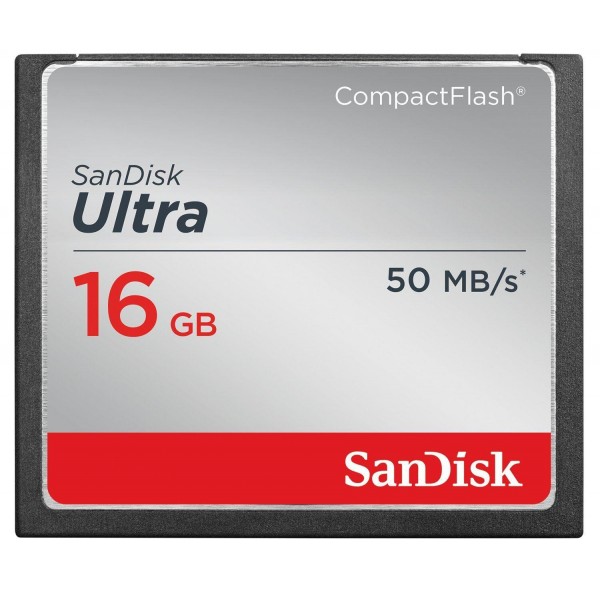 CompactFlash®
SanDisk
Ultra
16 GB
50 MB/s*
SanDisk